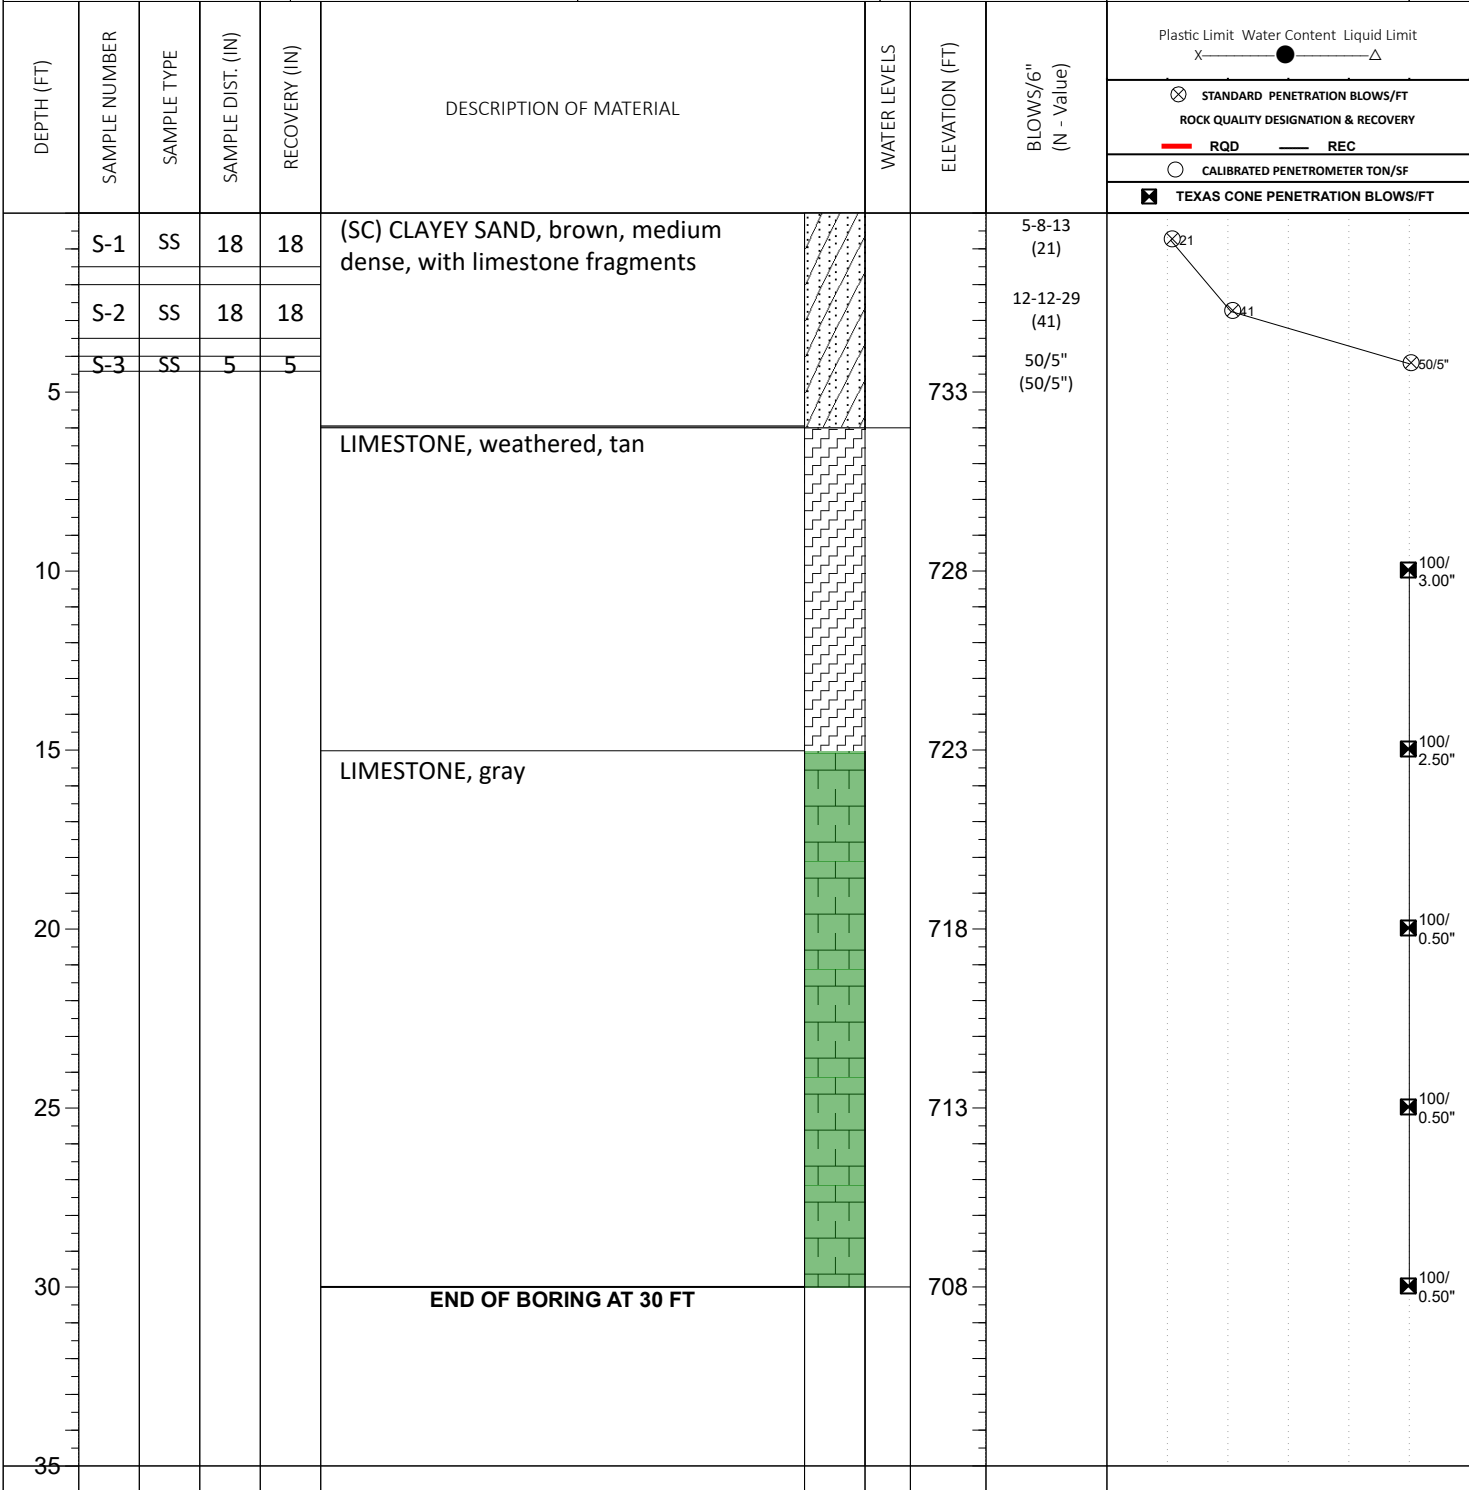 DEPTH (FT)
SAMPLE NUMBER
SAMPLE TYPE
SAMPLE DIST. (IN)
RECOVERY (IN)
DESCRIPTION OF MATERIAL
WATER LEVELS
ELEVATION (FT)
BLOWS/6"
(N - Value)
Plastic Limit Water Content Liquid Limit
X
STANDARD PENETRATION BLOWS/FT
ROCK QUALITY DESIGNATION & RECOVERY
RQD REC
CALIBRATED PENETROMETER TON/SF
TEXAS CONE PENETRATION BLOWS/FT
S-1 SS 18 18
(SC) CLAYEY SAND, brown, medium
dense, with limestone fragments
5-8-13
(21)
21
S-2 SS 18 18
12-12-29
(41)
41
S-3 SS 5 5
50/5"
(50/5")
50/5"
5
733
LIMESTONE, weathered, tan
10
728
100/
3.00"
15
723
100/
2.50"
LIMESTONE, gray
20
718
100/
0.50"
25
713
100/
0.50"
30
708
100/
0.50"
END OF BORING AT 30 FT
35